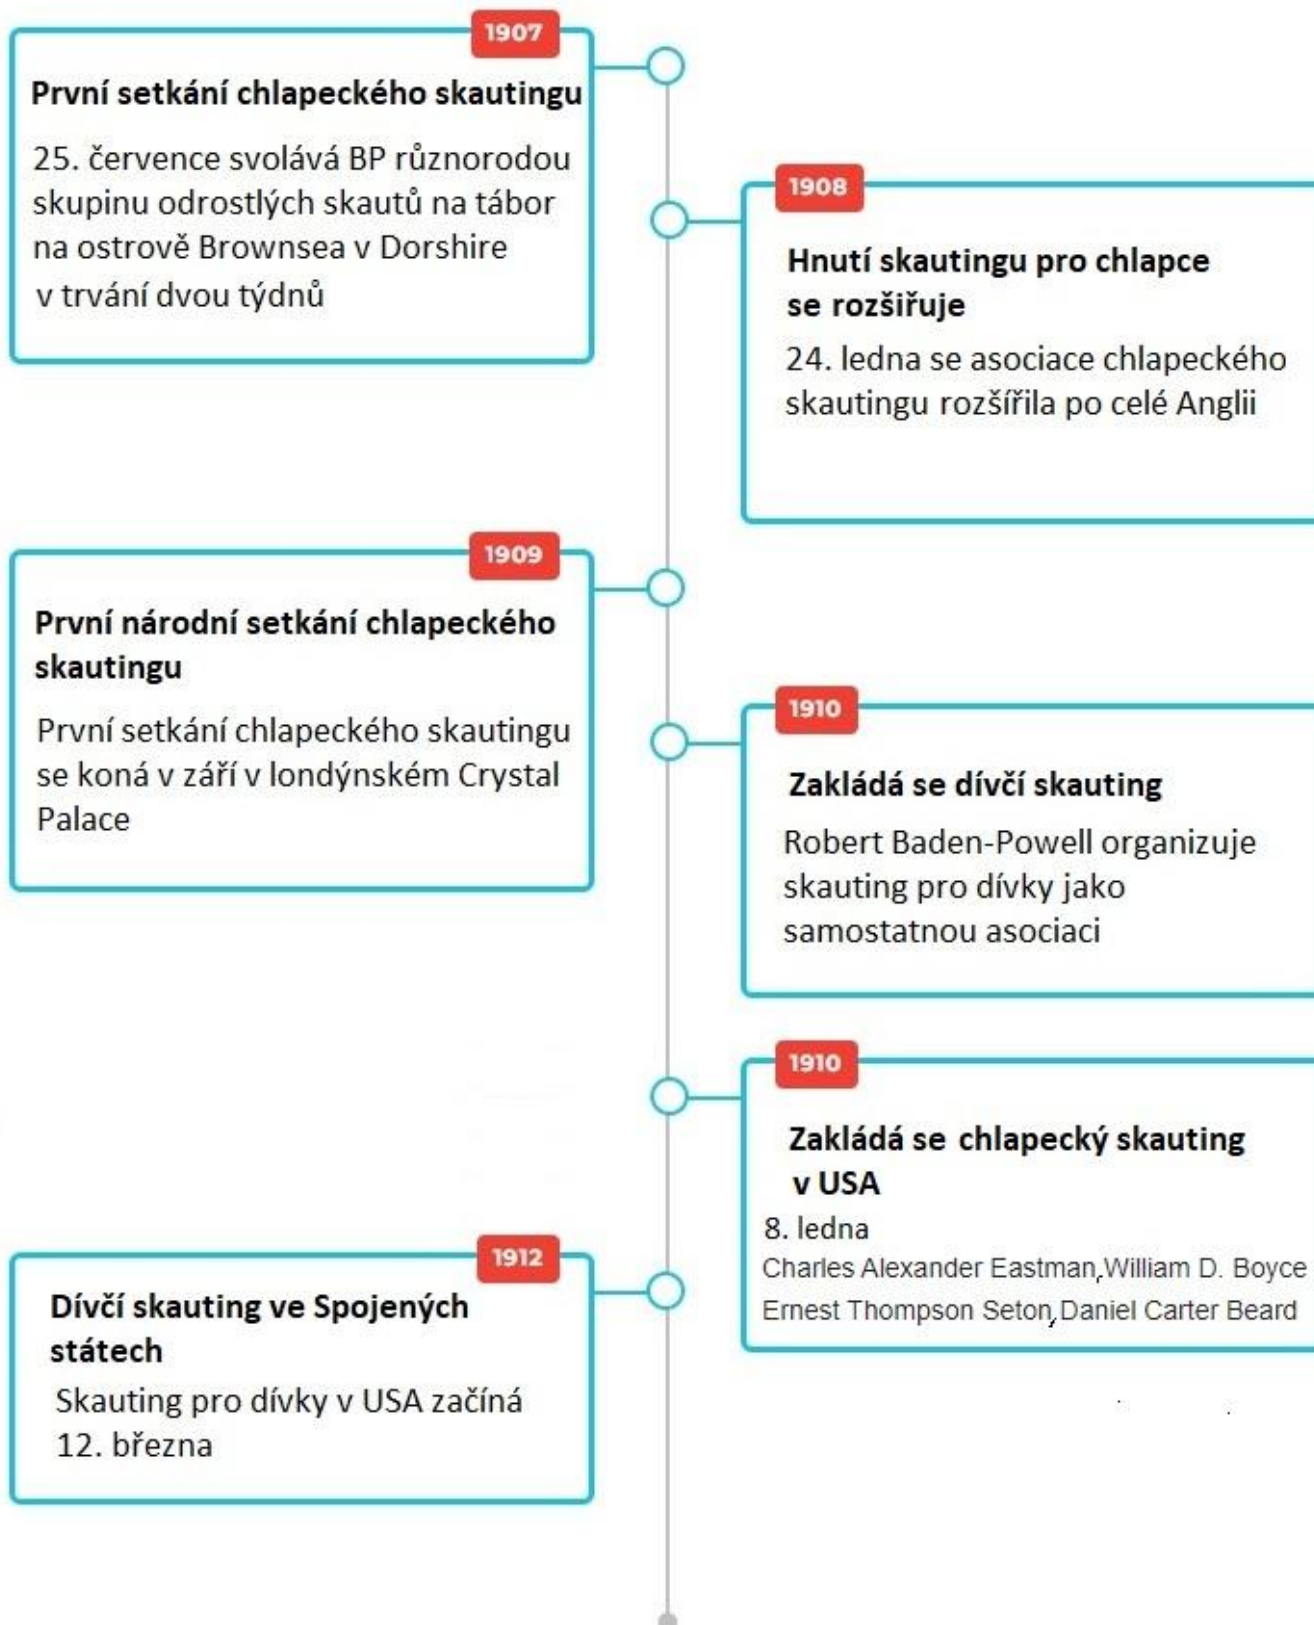 1907
První setkání chlapeckého skautingu
25. července svolává BP různorodou
skupinu odrostlých skautů na tábor
na ostrově Brownsea v Dorshire
v trvání dvou týdnů
1908
Hnutí skautingu pro chlapce
se rozšiřuje
24. ledna se asociace chlapeckého
skautingu rozšířila po celé Anglii
1909
První národní setkání chlapeckého
skautingu
První setkání chlapeckého skautingu
se koná v září v londýnském Crystal
Palace
1910
Zakládá se dívčí skauting
Robert Baden-Powell organizuje
skauting pro dívky jako
samostatnou asociaci
1910
Zakládá se chlapecký skauting
v USA
8. ledna
Charles Alexander Eastman,William D. Boyce
Ernest Thompson Seton,Daniel Carter Beard
1912
Dívčí skauting ve Spojených
státech
Skauting pro dívky v USA začíná
12. března